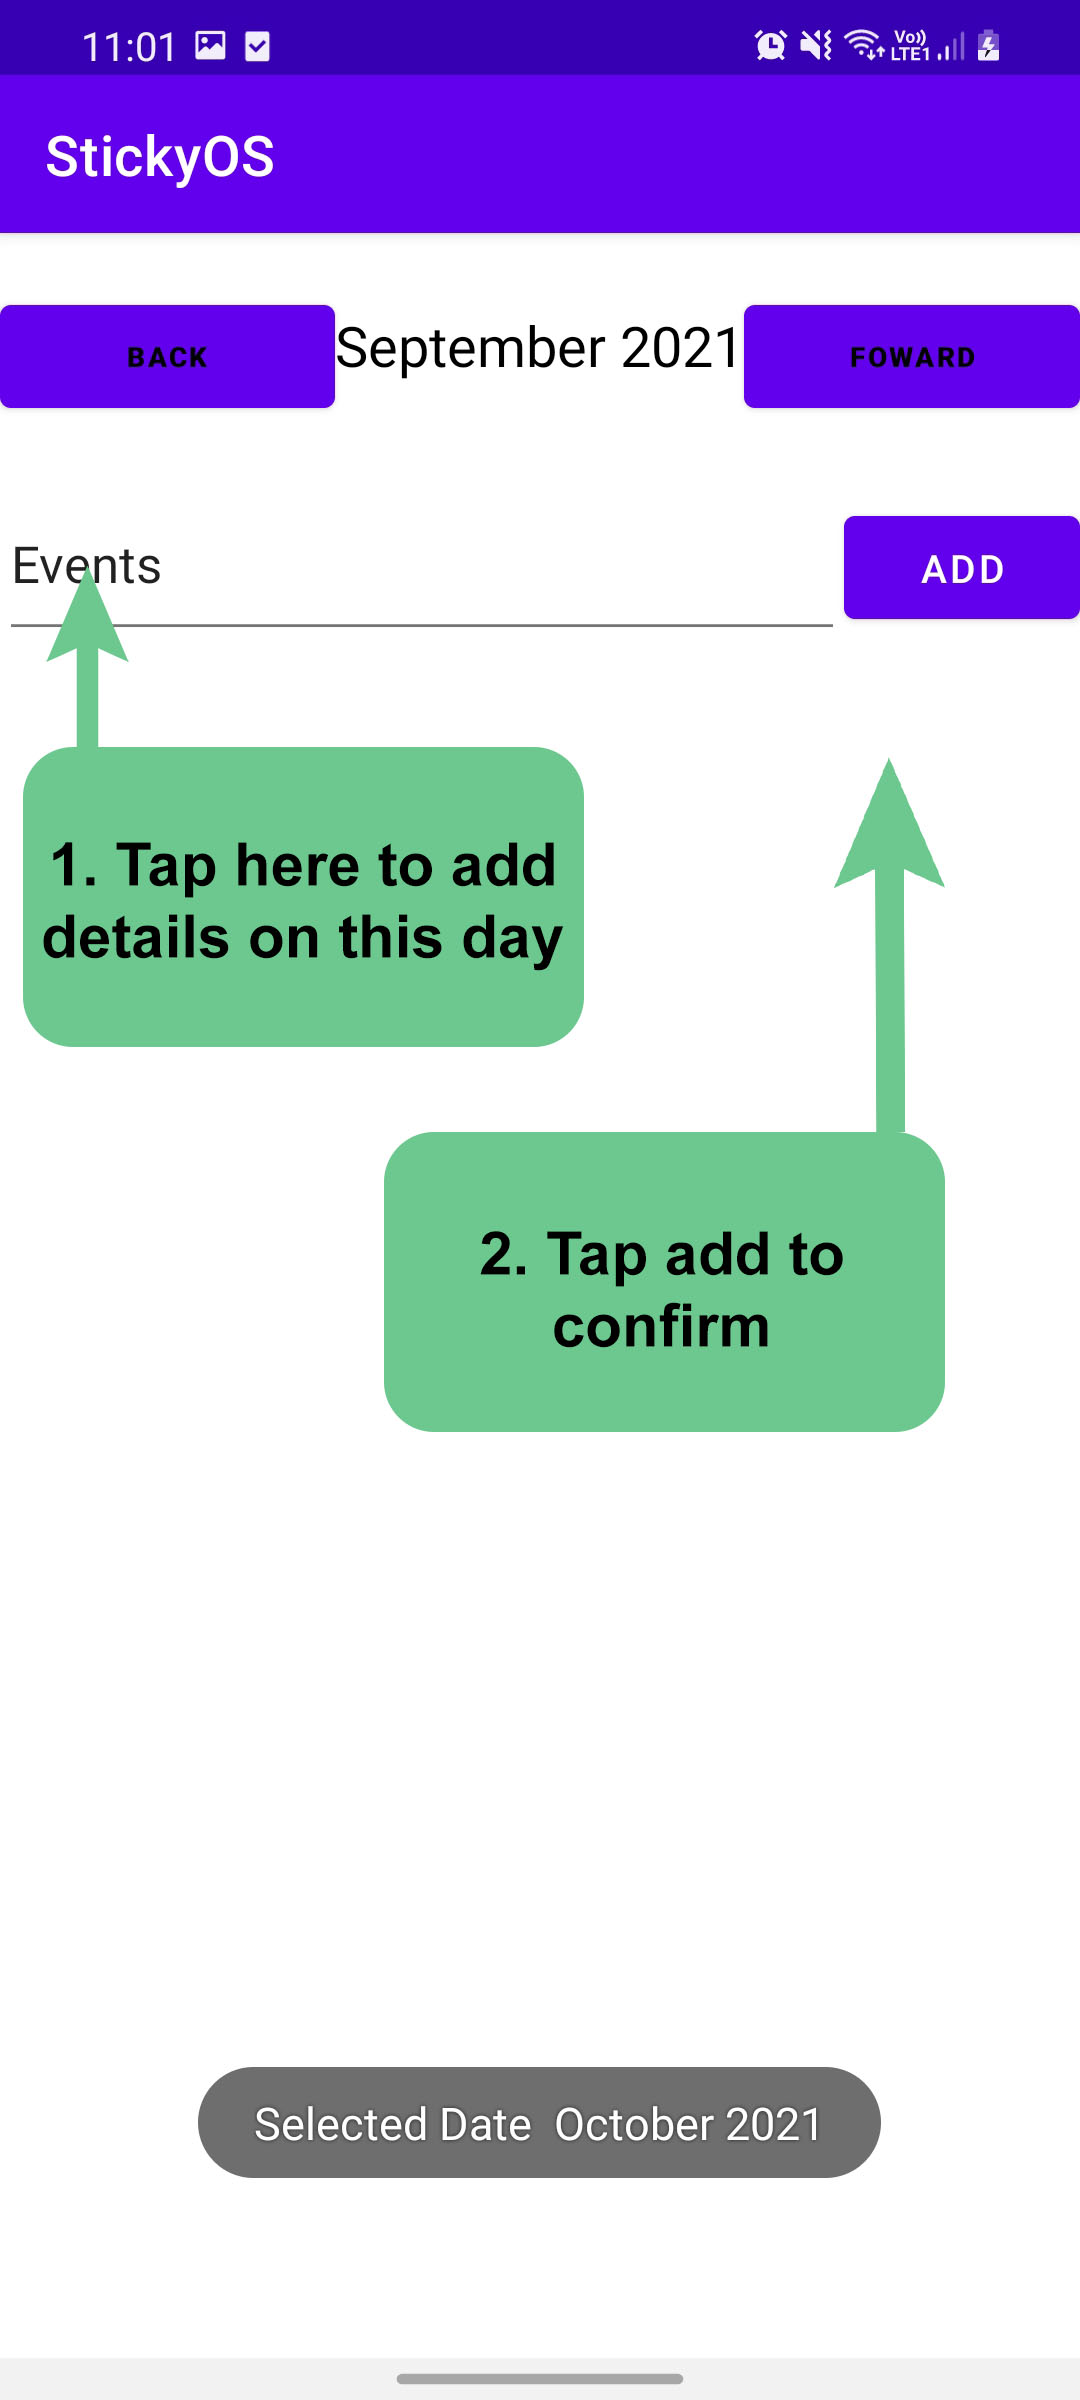 11:01 Vo)) LTE1
StickyOS
BACK September 2021 FOWARD
Events ADD
1. Tap here to add
details on this day
2. Tap add to
confirm
Selected Date  October 2021